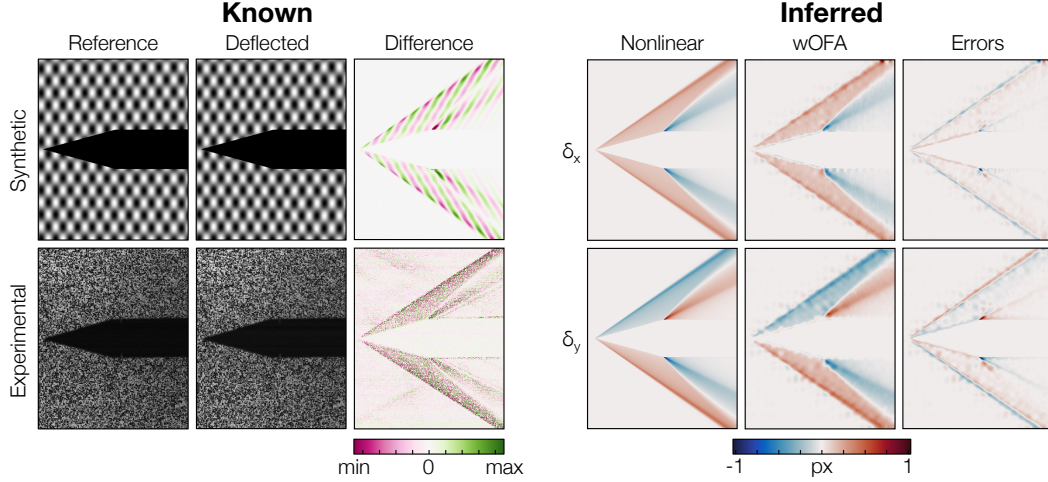 Known
Inferred
Reference
Deflected
Difference
Nonlinear
wOFA
Errors
Synthetic
δx
Experimental
δy
min
0
max
-1
px
1